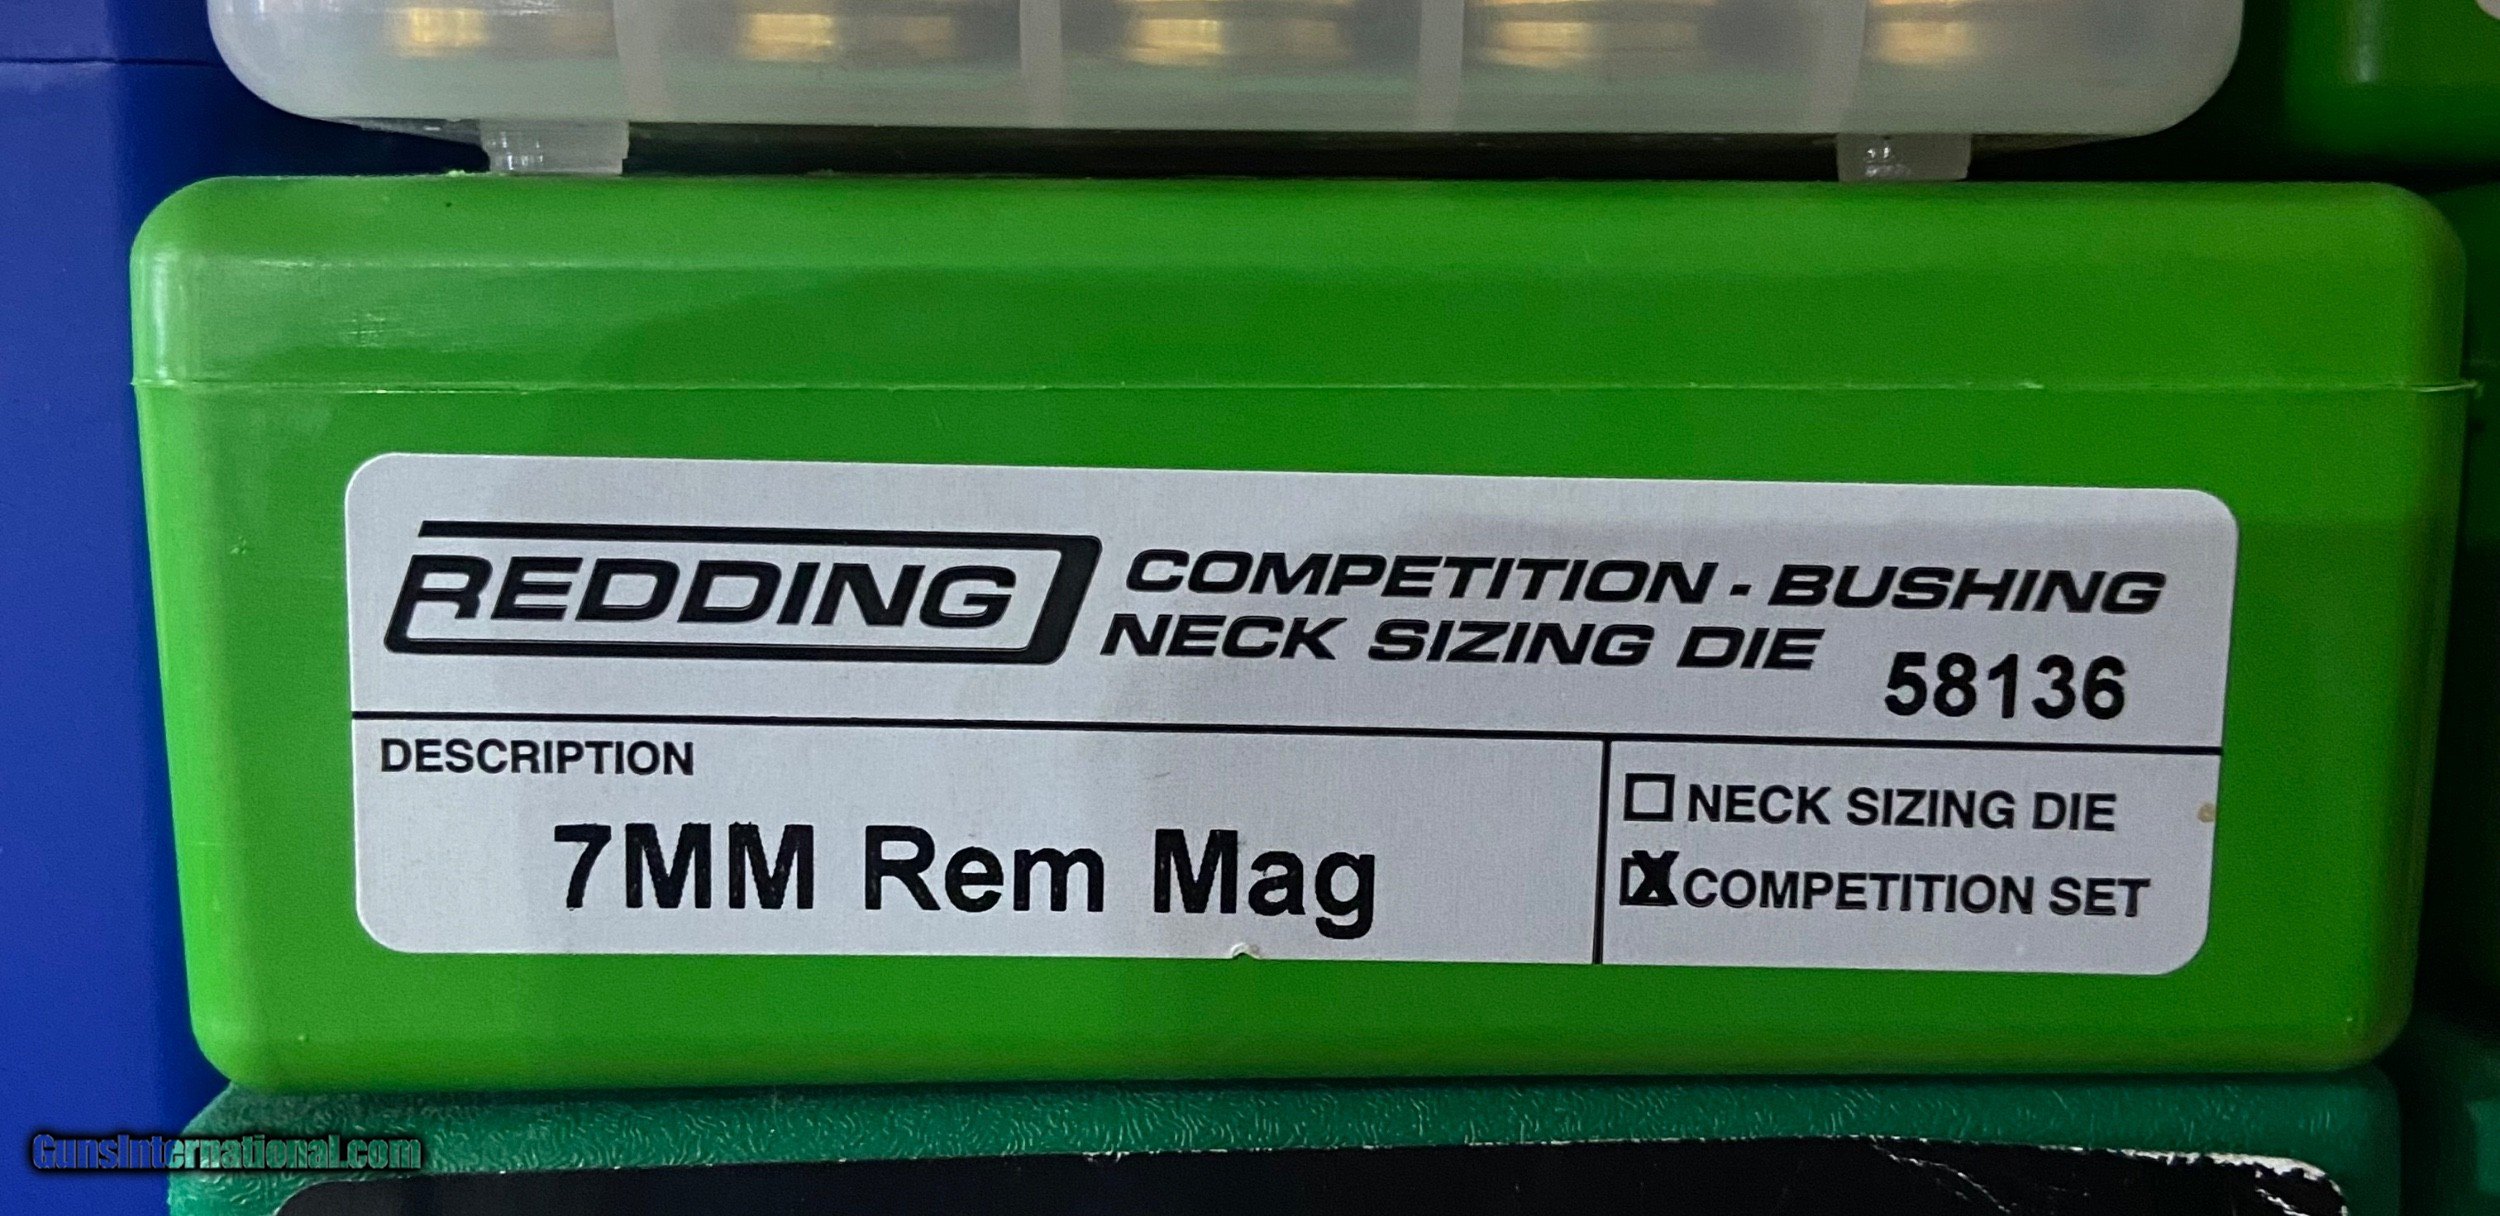 REDDING
COMPETITION - BUSHING
NECK SIZING DIE 58136
DESCRIPTION
7MM Rem Mag
NECK SIZING DIE
X COMPETITION SET
GunsInternational.com